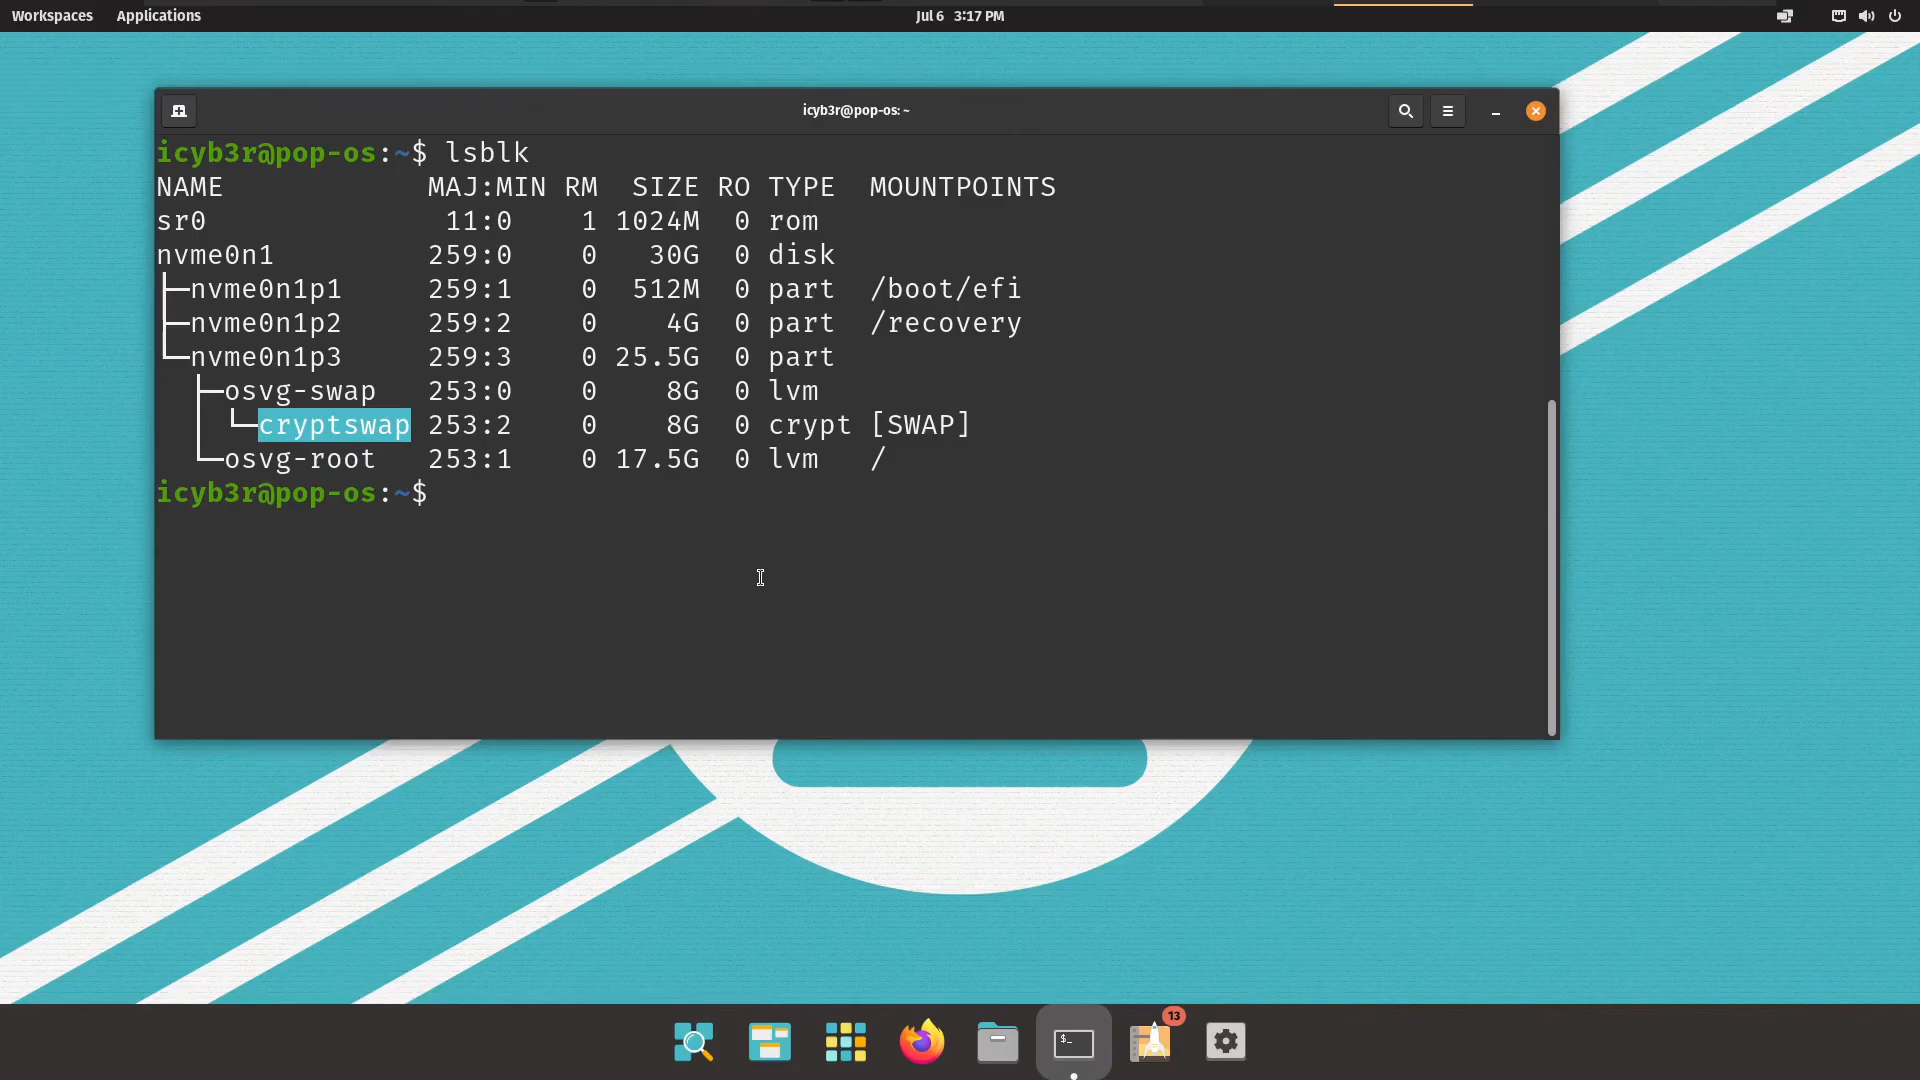 Workspaces Applications Jul 6 3:17 PM
icyb3r@pop-os: ~
icyb3r@pop-os:~$ lsblk
NAME MAJ:MIN RM SIZE RO TYPE MOUNTPOINTS
sr0 11:0 1 1024M 0 rom
nvme0n1 259:0 0 30G 0 disk
├─nvme0n1p1 259:1 0 512M 0 part /boot/efi
├─nvme0n1p2 259:2 0 4G 0 part /recovery
└─nvme0n1p3 259:3 0 25.5G 0 part
├─osvg-swap 253:0 0 8G 0 lvm
│ └─cryptswap 253:2 0 8G 0 crypt [SWAP]
└─osvg-root 253:1 0 17.5G 0 lvm /
icyb3r@pop-os:~$
$_
13